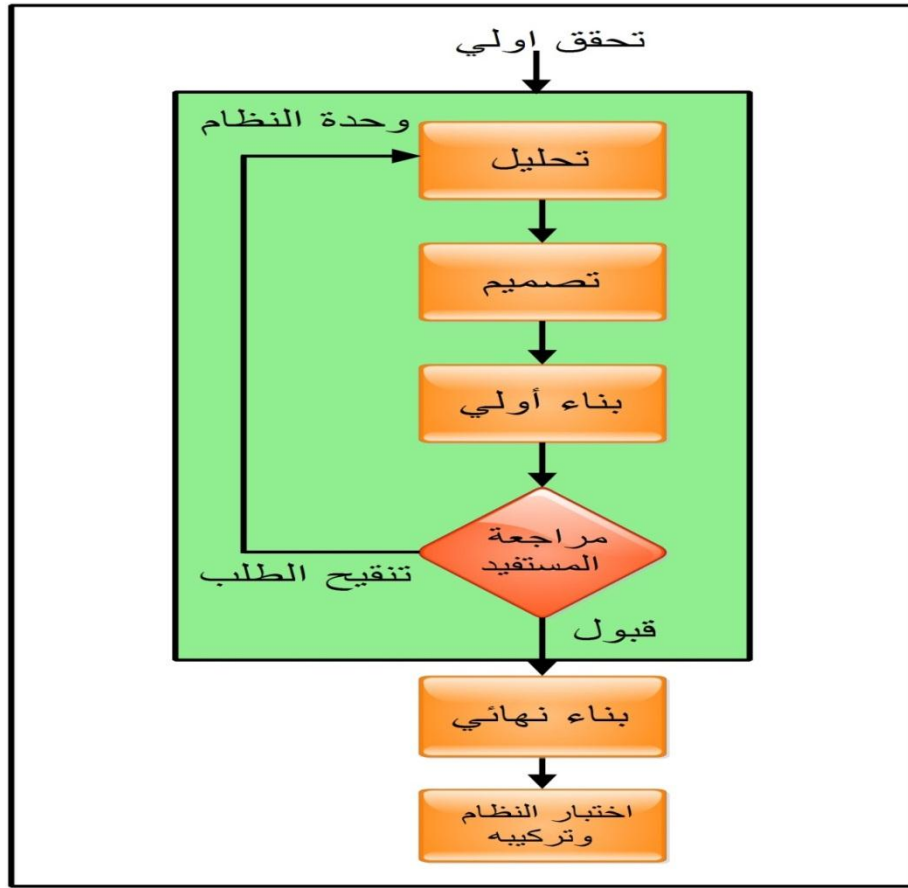 تحقق اولي
وحدة النظام
تحليل
تصميم
بناء أولي
مراجعة
المستفيد
تنقيح الطلب
قبول
بناء نهائي
اختبار النظام
وتركيبه